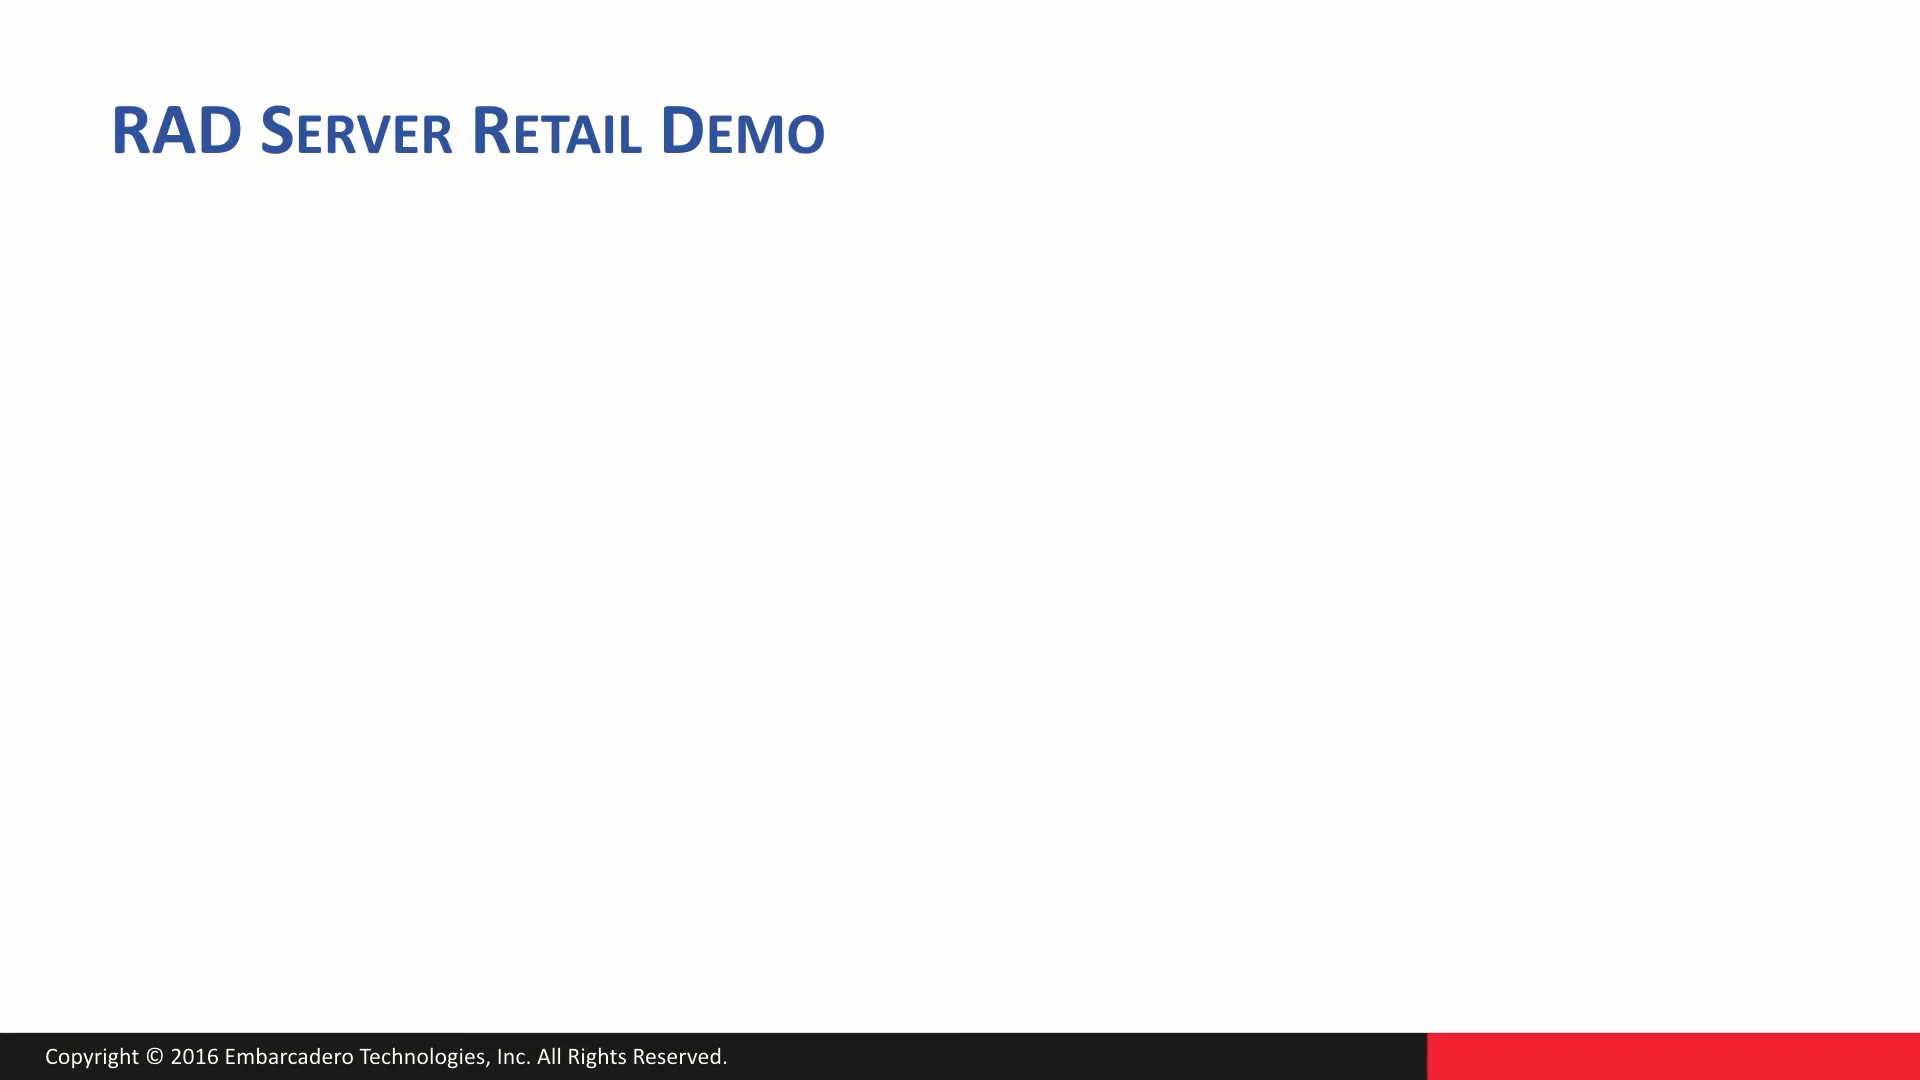 RAD Server Retail Demo
Copyright © 2016 Embarcadero Technologies, Inc. All Rights Reserved.